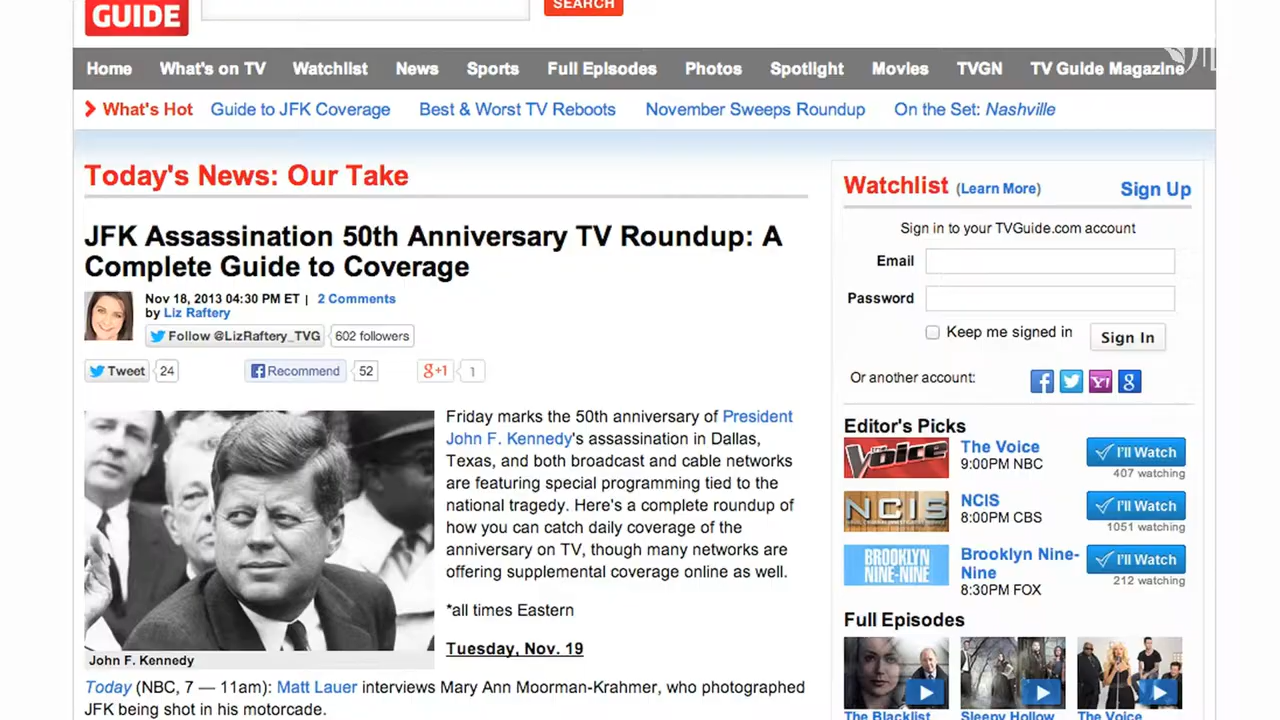 GUIDE
SEARCH
Home What's on TV Watchlist News Sports Full Episodes Photos Spotlight Movies TVGN TV Guide Magazine
What's Hot Guide to JFK Coverage Best & Worst TV Reboots November Sweeps Roundup On the Set: Nashville
Today's News: Our Take
JFK Assassination 50th Anniversary TV Roundup: A
Complete Guide to Coverage
Nov 18, 2013 04:30 PM ET | 2 Comments
by Liz Raftery
Follow @LizRaftery_TVG 602 followers
Tweet 24 Recommend 52 g+1 1
Friday marks the 50th anniversary of President
John F. Kennedy's assassination in Dallas,
Texas, and both broadcast and cable networks
are featuring special programming tied to the
national tragedy. Here's a complete roundup of
how you can catch daily coverage of the
anniversary on TV, though many networks are
offering supplemental coverage online as well.
*all times Eastern
Tuesday, Nov. 19
John F. Kennedy
Today (NBC, 7 — 11am): Matt Lauer interviews Mary Ann Moorman-Krahmer, who photographed
JFK being shot in his motorcade.
Watchlist (Learn More) Sign Up
Sign in to your TVGuide.com account
Email
Password
Keep me signed in Sign In
Or another account:
Editor's Picks
The Voice
The Voice
9:00PM NBC
I'll Watch
407 watching
NCIS
NCIS
8:00PM CBS
I'll Watch
1051 watching
BROOKLYN
NINE-NINE
Brooklyn Nine-
Nine
8:30PM FOX
I'll Watch
212 watching
Full Episodes
The Blacklist Sleepy Hollow The Voice